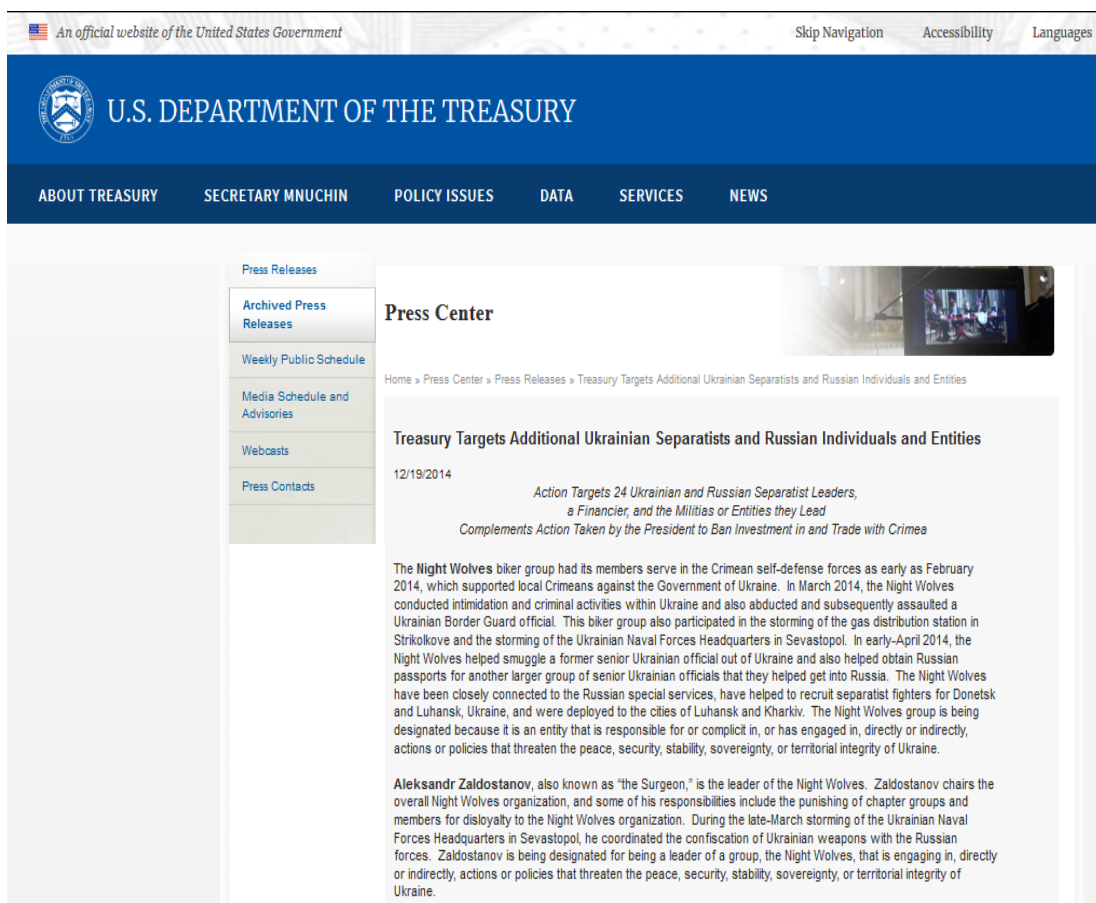 An official website of the United States Government
Skip Navigation Accessibility Languages
U.S. DEPARTMENT OF THE TREASURY
ABOUT TREASURY SECRETARY MNUCHIN POLICY ISSUES DATA SERVICES NEWS
Press Releases
Archived Press
Releases
Weekly Public Schedule
Media Schedule and
Advisories
Webcasts
Press Contacts
Press Center
Home » Press Center » Press Releases » Treasury Targets Additional Ukrainian Separatists and Russian Individuals and Entities
Treasury Targets Additional Ukrainian Separatists and Russian Individuals and Entities
12/19/2014
Action Targets 24 Ukrainian and Russian Separatist Leaders,
a Financier, and the Militias or Entities they Lead
Complements Action Taken by the President to Ban Investment in and Trade with Crimea
The Night Wolves biker group had its members serve in the Crimean self-defense forces as early as February
2014, which supported local Crimeans against the Government of Ukraine. In March 2014, the Night Wolves
conducted intimidation and criminal activities within Ukraine and also abducted and subsequently assaulted a
Ukrainian Border Guard official. This biker group also participated in the storming of the gas distribution station in
Strikolkove and the storming of the Ukrainian Naval Forces Headquarters in Sevastopol. In early-April 2014, the
Night Wolves helped smuggle a former senior Ukrainian official out of Ukraine and also helped obtain Russian
passports for another larger group of senior Ukrainian officials that they helped get into Russia. The Night Wolves
have been closely connected to the Russian special services, have helped to recruit separatist fighters for Donetsk
and Luhansk, Ukraine, and were deployed to the cities of Luhansk and Kharkiv. The Night Wolves group is being
designated because it is an entity that is responsible for or complicit in, or has engaged in, directly or indirectly,
actions or policies that threaten the peace, security, stability, sovereignty, or territorial integrity of Ukraine.
Aleksandr Zaldostanov, also known as “the Surgeon,” is the leader of the Night Wolves. Zaldostanov chairs the
overall Night Wolves organization, and some of his responsibilities include the punishing of chapter groups and
members for disloyalty to the Night Wolves organization. During the late-March storming of the Ukrainian Naval
Forces Headquarters in Sevastopol, he coordinated the confiscation of Ukrainian weapons with the Russian
forces. Zaldostanov is being designated for being a leader of a group, the Night Wolves, that is engaging in, directly
or indirectly, actions or policies that threaten the peace, security, stability, sovereignty, or territorial integrity of
Ukraine.